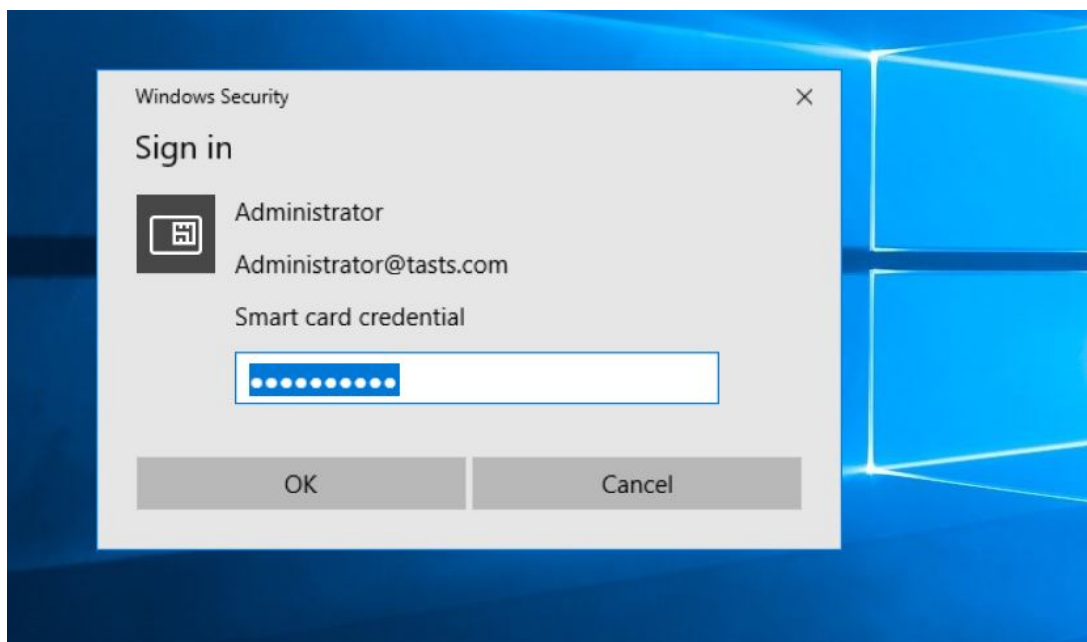 Windows Security
Sign in
Administrator
Administrator@tasts.com
Smart card credential
OK
Cancel